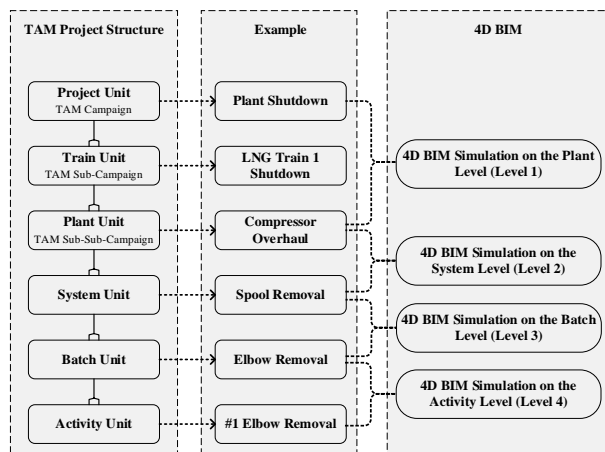 TAM Project Structure
Project Unit
TAM Campaign
Train Unit
TAM Sub-Campaign
Plant Unit
TAM Sub-Sub-Campaign
System Unit
Batch Unit
Activity Unit
Example
Plant Shutdown
LNG Train 1
Shutdown
Compressor
Overhaul
Spool Removal
Elbow Removal
#1 Elbow Removal
4D BIM
4D BIM Simulation on the Plant
Level (Level 1)
4D BIM Simulation on the
System Level (Level 2)
4D BIM Simulation on the Batch
Level (Level 3)
4D BIM Simulation on the
Activity Level (Level 4)